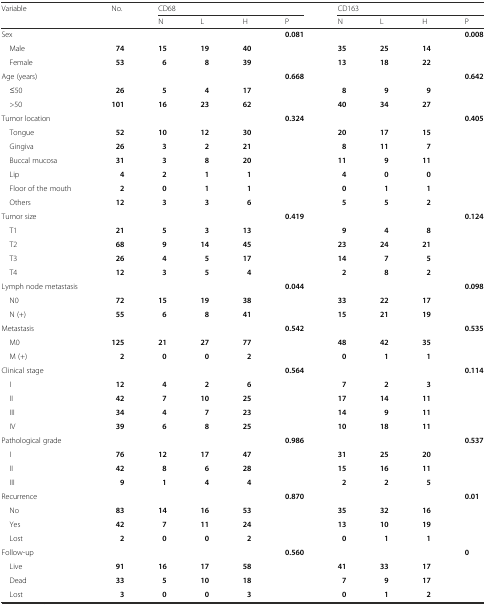 Variable No. CD68 CD163
N L H P N L H P
Sex 0.081 0.008
Male 74 15 19 40 35 25 14
Female 53 6 8 39 13 18 22
Age (years) 0.668 0.642
≤50 26 5 4 17 8 9 9
>50 101 16 23 62 40 34 27
Tumor location 0.324 0.405
Tongue 52 10 12 30 20 17 15
Gingiva 26 3 2 21 8 11 7
Buccal mucosa 31 3 8 20 11 9 11
Lip 4 2 1 1 4 0 0
Floor of the mouth 2 0 1 1 0 1 1
Others 12 3 3 6 5 5 2
Tumor size 0.419 0.124
T1 21 5 3 13 9 4 8
T2 68 9 14 45 23 24 21
T3 26 4 5 17 14 7 5
T4 12 3 5 4 2 8 2
Lymph node metastasis 0.044 0.098
N0 72 15 19 38 33 22 17
N (+) 55 6 8 41 15 21 19
Metastasis 0.542 0.535
M0 125 21 27 77 48 42 35
M (+) 2 0 0 2 0 1 1
Clinical stage 0.564 0.114
I 12 4 2 6 7 2 3
II 42 7 10 25 17 14 11
III 34 4 7 23 14 9 11
IV 39 6 8 25 10 18 11
Pathological grade 0.986 0.537
I 76 12 17 47 31 25 20
II 42 8 6 28 15 16 11
III 9 1 4 4 2 2 5
Recurrence 0.870 0.01
No 83 14 16 53 35 32 16
Yes 42 7 11 24 13 10 19
Lost 2 0 0 2 0 1 1
Follow-up 0.560 0
Live 91 16 17 58 41 33 17
Dead 33 5 10 18 7 9 17
Lost 3 0 0 3 0 1 2